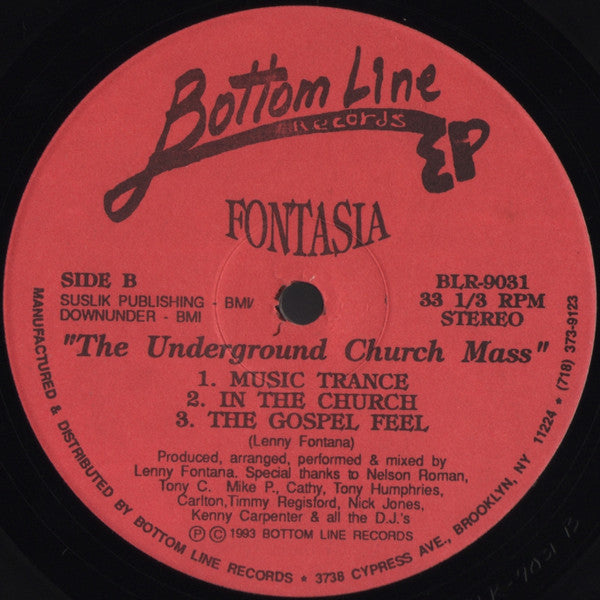 Bottom Line
Records
EP
FONTASIA
SIDE B
SUSLIK PUBLISHING - BMI
DOWNUNDER - BMI
BLR-9031
33 1/3 RPM
STEREO
"The Underground Church Mass"
1. MUSIC TRANCE
2. IN THE CHURCH
3. THE GOSPEL FEEL
(Lenny Fontana)
Produced, arranged, performed & mixed by
Lenny Fontana. Special thanks to Nelson Roman,
Tony C. Mike P., Cathy, Tony Humphries,
Carlton,Timmy Regisford, Nick Jones,
Kenny Carpenter & all the D.J.'s
Ⓟ © 1993 BOTTOM LINE RECORDS
MANUFACTURED & DISTRIBUTED BY BOTTOM LINE RECORDS * 3738 CYPRESS AVE., BROOKLYN, NY 11224 * (718) 373-9123